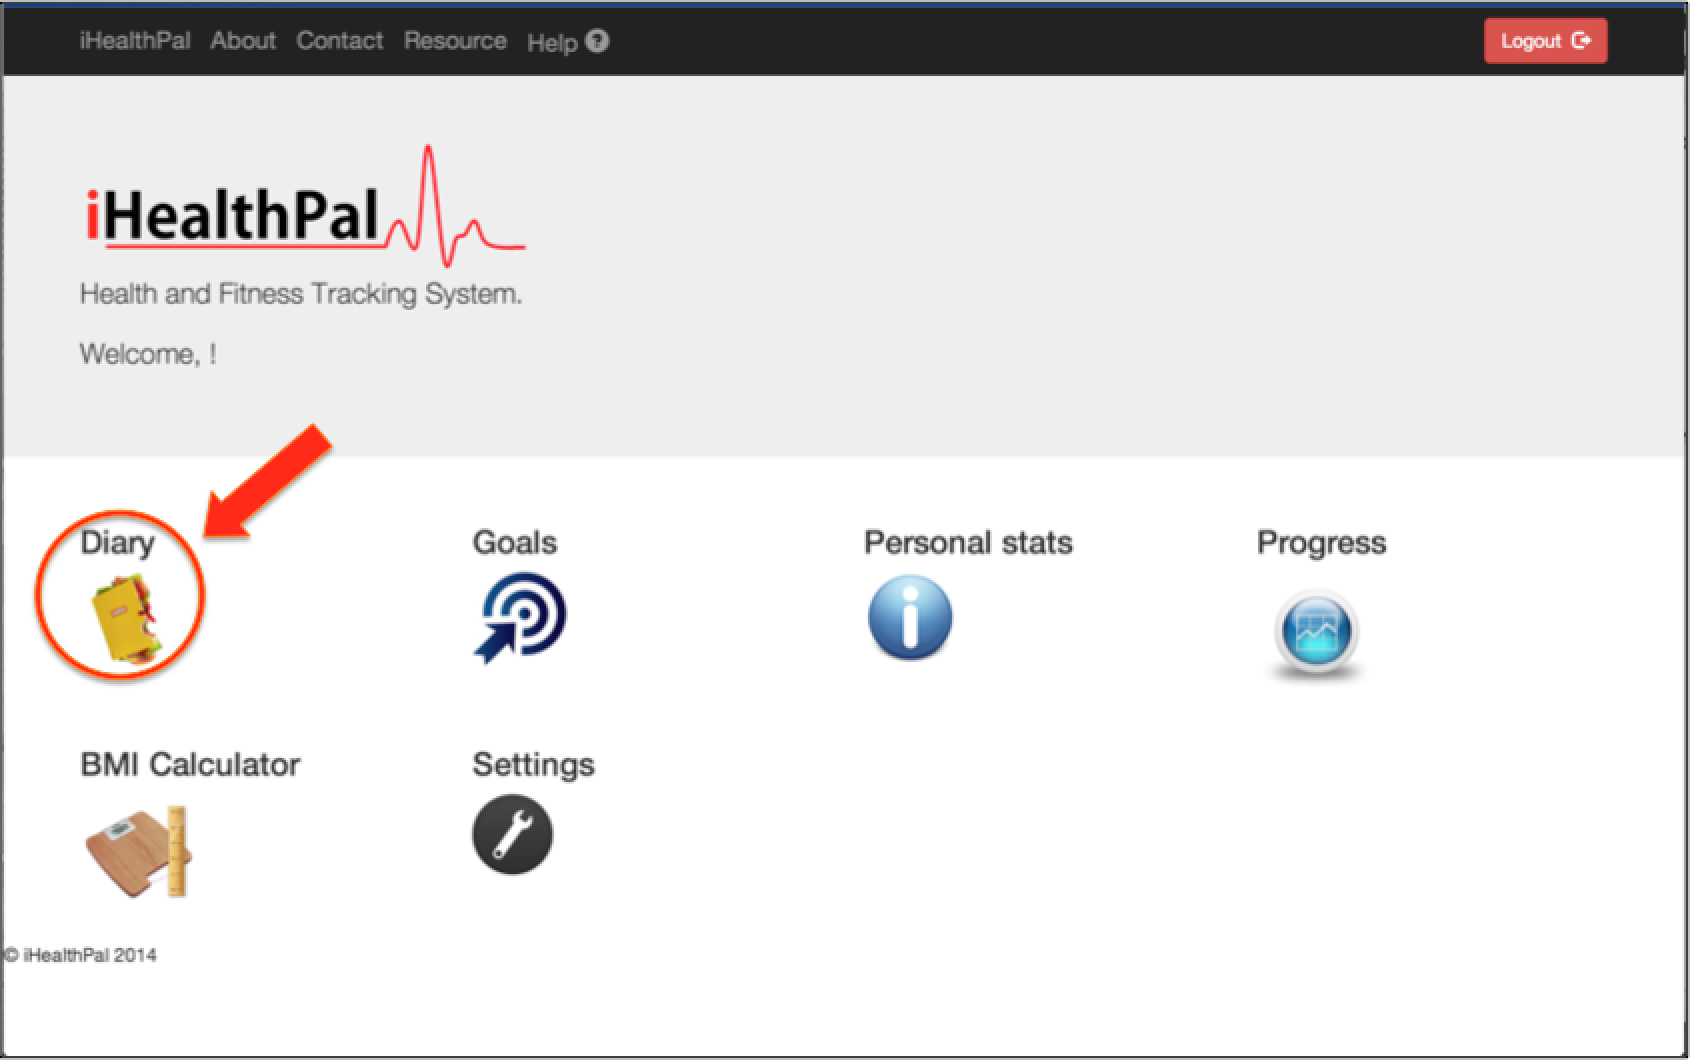 iHealthPal About Contact Resource Help ? Logout
iHealthPal
Health and Fitness Tracking System.
Welcome, !
Diary Goals Personal stats Progress
BMI Calculator Settings
© iHealthPal 2014